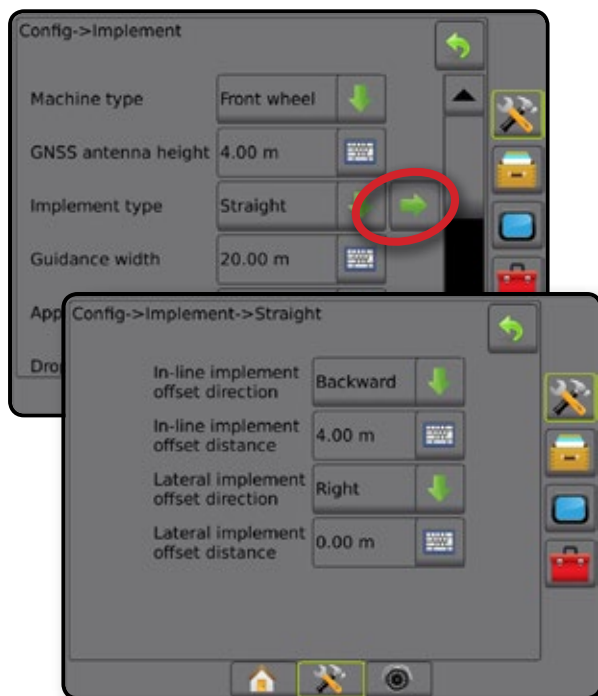 Config->Implement
Machine type Front wheel
GNSS antenna height 4.00 m
Implement type Straight
Guidance width 20.00 m
App
Dro
Config->Implement->Straight
In-line implement
offset direction Backward
In-line implement
offset distance 4.00 m
Lateral implement
offset direction Right
Lateral implement
offset distance 0.00 m